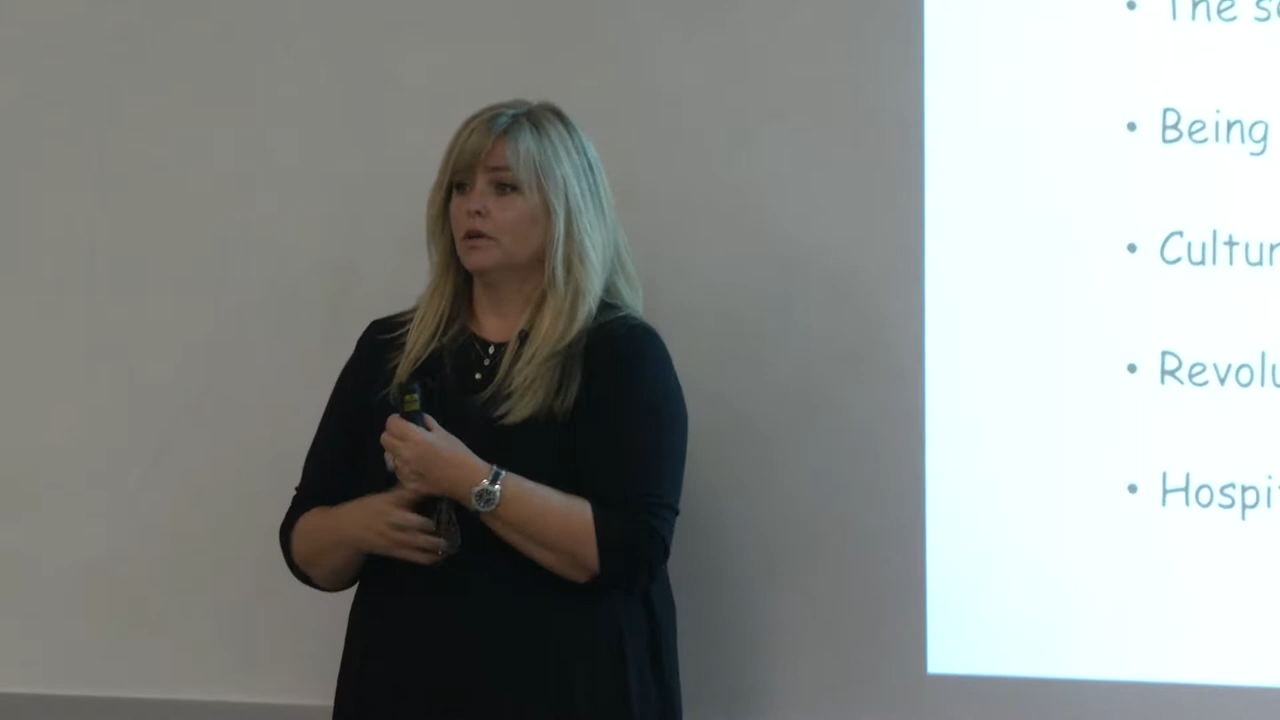 • The s
• Being
• Cultur
• Revolu
• Hospi